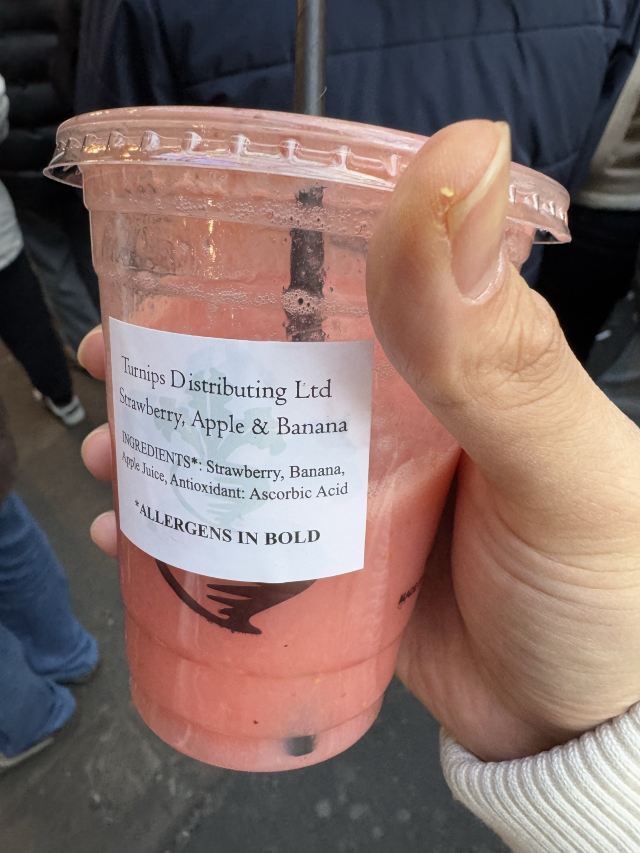 Turnips Distributing Ltd
Strawberry, Apple & Banana
INGREDIENTS*: Strawberry, Banana,
Apple Juice, Antioxidant: Ascorbic Acid
*ALLERGENS IN BOLD